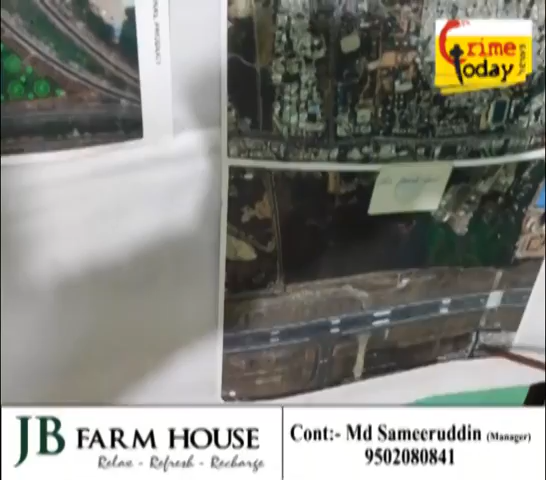 Crime
Today
JB FARM HOUSE
Relax - Refresh - Recharge
Cont:- Md Sameeruddin (Manager)
9502080841